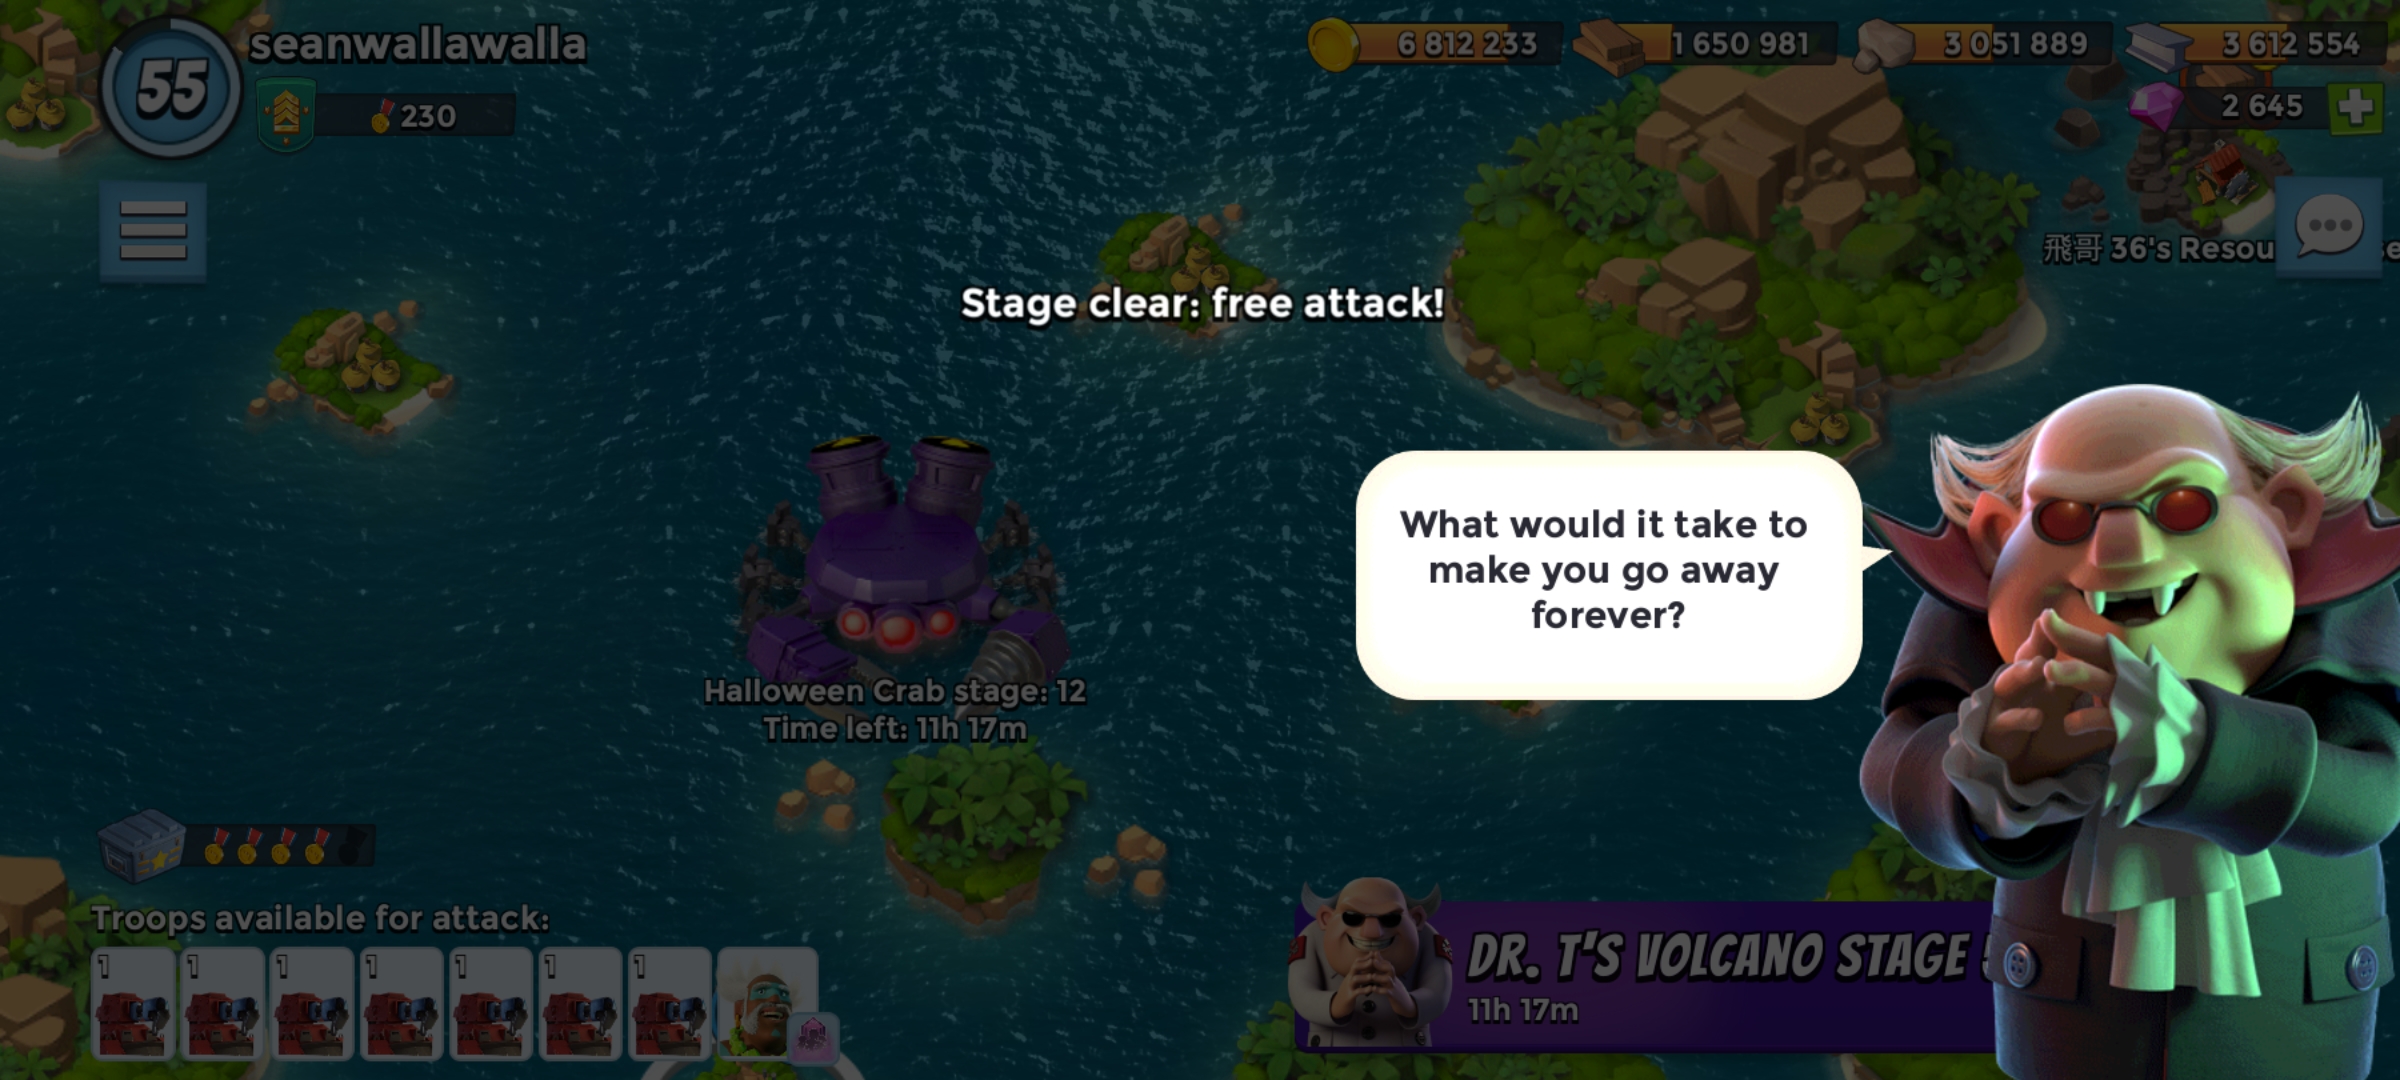 55
seanwallawalla
230
6 812 233
1 650 981
3 051 889
3 612 554
2 645
飛哥 36's Resou
Stage clear: free attack!
What would it take to
make you go away
forever?
Halloween Crab stage: 12
Time left: 11h 17m
Troops available for attack:
1 1 1 1 1 1 1
DR. T'S VOLCANO STAGE
11h 17m